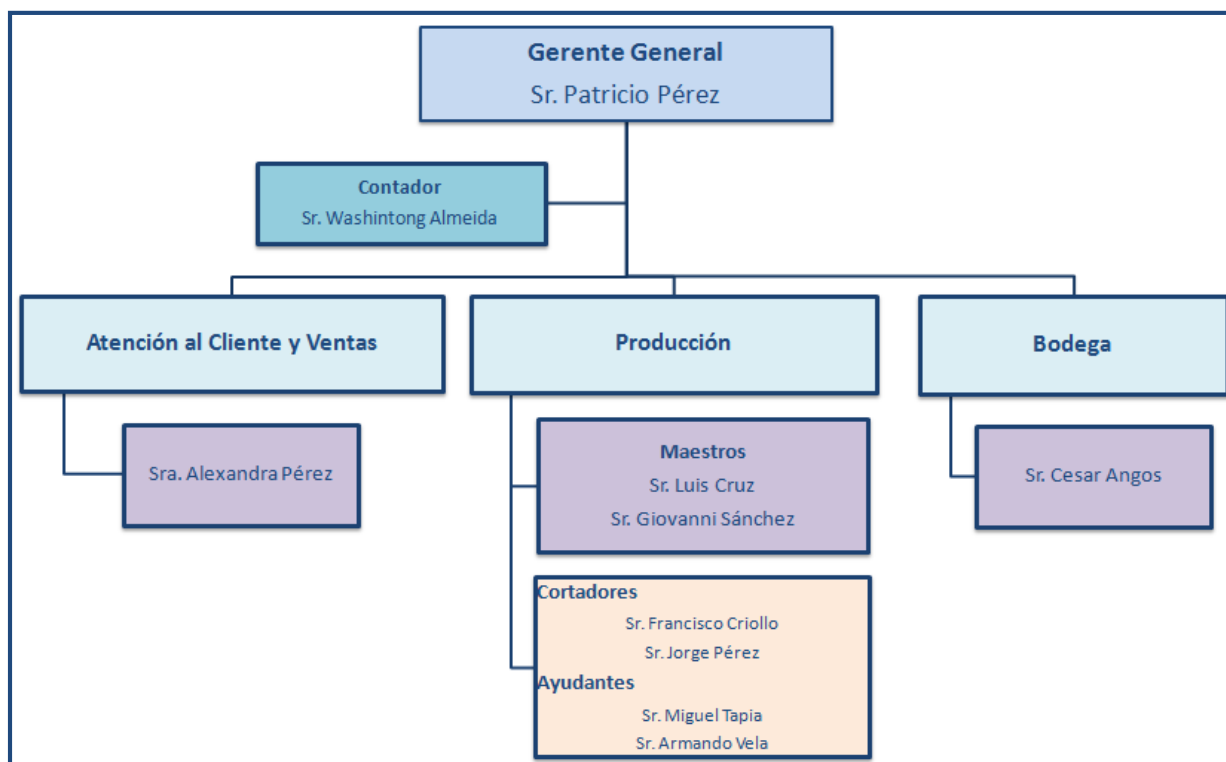 Gerente General
Sr. Patricio Pérez
Contador
Sr. Washintong Almeida
Atención al Cliente y Ventas
Producción
Bodega
Sra. Alexandra Pérez
Maestros
Sr. Luis Cruz
Sr. Giovanni Sánchez
Sr. Cesar Angos
Cortadores
Sr. Francisco Criollo
Sr. Jorge Pérez
Ayudantes
Sr. Miguel Tapia
Sr. Armando Vela